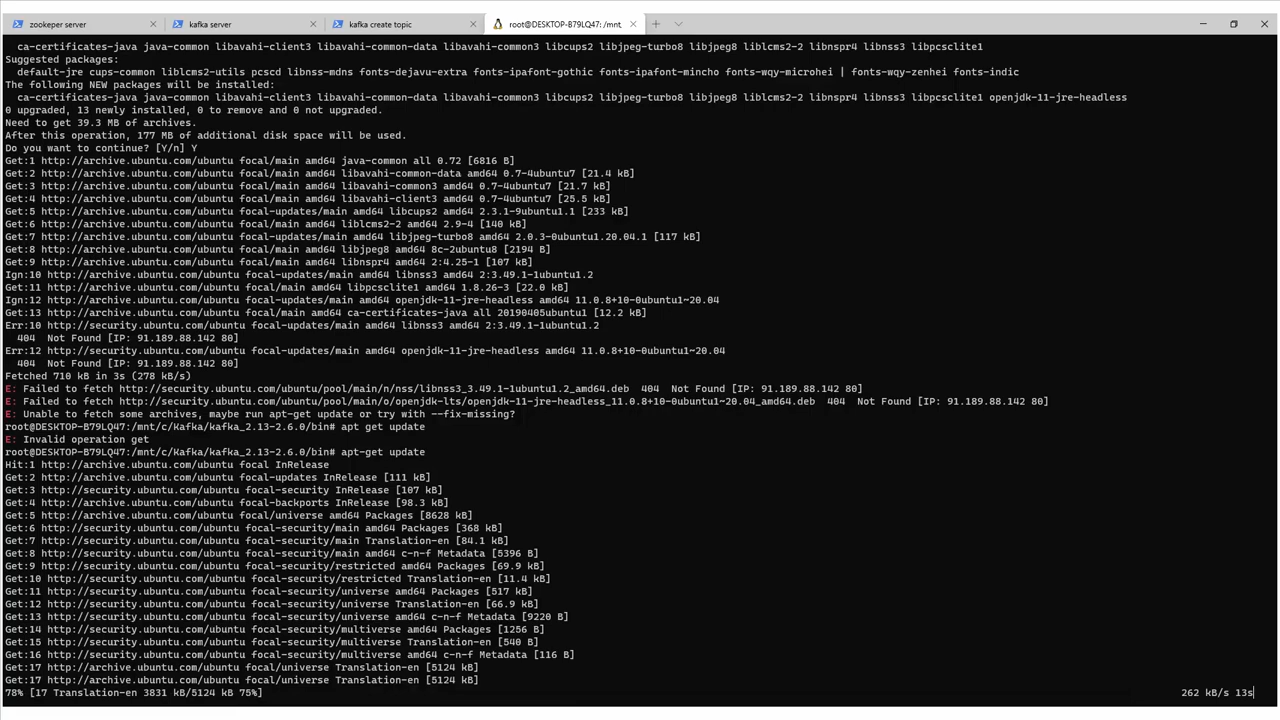 zookeper server
kafka server
kafka create topic
root@DESKTOP-B79LQ47: /mnt,
ca-certificates-java java-common libavahi-client3 libavahi-common-data libavahi-common3 libcups2 libjpeg-turbo8 libjpeg8 liblcms2-2 libnspr4 libnss3 libpcsclite1
Suggested packages:
default-jre cups-common liblcms2-utils pcscd libnss-mdns fonts-dejavu-extra fonts-ipafont-gothic fonts-ipafont-mincho fonts-wqy-microhei | fonts-wqy-zenhei fonts-indic
The following NEW packages will be installed:
ca-certificates-java java-common libavahi-client3 libavahi-common-data libavahi-common3 libcups2 libjpeg-turbo8 libjpeg8 liblcms2-2 libnspr4 libnss3 libpcsclite1 openjdk-11-jre-headless
0 upgraded, 13 newly installed, 0 to remove and 0 not upgraded.
Need to get 39.3 MB of archives.
After this operation, 177 MB of additional disk space will be used.
Do you want to continue? [Y/n] Y
Get:1 http://archive.ubuntu.com/ubuntu focal/main amd64 java-common all 0.72 [6816 B]
Get:2 http://archive.ubuntu.com/ubuntu focal/main amd64 libavahi-common-data amd64 0.7-4ubuntu7 [21.4 kB]
Get:3 http://archive.ubuntu.com/ubuntu focal/main amd64 libavahi-common3 amd64 0.7-4ubuntu7 [21.7 kB]
Get:4 http://archive.ubuntu.com/ubuntu focal/main amd64 libavahi-client3 amd64 0.7-4ubuntu7 [25.5 kB]
Get:5 http://archive.ubuntu.com/ubuntu focal-updates/main amd64 libcups2 amd64 2.3.1-9ubuntu1.1 [233 kB]
Get:6 http://archive.ubuntu.com/ubuntu focal/main amd64 liblcms2-2 amd64 2.9-4 [140 kB]
Get:7 http://archive.ubuntu.com/ubuntu focal-updates/main amd64 libjpeg-turbo8 amd64 2.0.3-0ubuntu1.20.04.1 [117 kB]
Get:8 http://archive.ubuntu.com/ubuntu focal/main amd64 libjpeg8 amd64 8c-2ubuntu8 [2194 B]
Get:9 http://archive.ubuntu.com/ubuntu focal/main amd64 libnspr4 amd64 2:4.25-1 [107 kB]
Ign:10 http://archive.ubuntu.com/ubuntu focal-updates/main amd64 libnss3 amd64 2:3.49.1-1ubuntu1.2
Get:11 http://archive.ubuntu.com/ubuntu focal/main amd64 libpcsclite1 amd64 1.8.26-3 [22.0 kB]
Ign:12 http://archive.ubuntu.com/ubuntu focal-updates/main amd64 openjdk-11-jre-headless amd64 11.0.8+10-0ubuntu1~20.04
Get:13 http://archive.ubuntu.com/ubuntu focal/main amd64 ca-certificates-java all 20190405ubuntu1 [12.2 kB]
Err:10 http://security.ubuntu.com/ubuntu focal-updates/main amd64 libnss3 amd64 2:3.49.1-1ubuntu1.2
404 Not Found [IP: 91.189.88.142 80]
Err:12 http://security.ubuntu.com/ubuntu focal-updates/main amd64 openjdk-11-jre-headless amd64 11.0.8+10-0ubuntu1~20.04
404 Not Found [IP: 91.189.88.142 80]
Fetched 710 kB in 3s (278 kB/s)
E: Failed to fetch http://security.ubuntu.com/ubuntu/pool/main/n/nss/libnss3_3.49.1-1ubuntu1.2_amd64.deb 404 Not Found [IP: 91.189.88.142 80]
E: Failed to fetch http://security.ubuntu.com/ubuntu/pool/main/o/openjdk-lts/openjdk-11-jre-headless_11.0.8+10-0ubuntu1~20.04_amd64.deb 404 Not Found [IP: 91.189.88.142 80]
E: Unable to fetch some archives, maybe run apt-get update or try with --fix-missing?
root@DESKTOP-B79LQ47:/mnt/c/Kafka/kafka_2.13-2.6.0/bin# apt get update
E: Invalid operation get
root@DESKTOP-B79LQ47:/mnt/c/Kafka/kafka_2.13-2.6.0/bin# apt-get update
Hit:1 http://archive.ubuntu.com/ubuntu focal InRelease
Get:2 http://archive.ubuntu.com/ubuntu focal-updates InRelease [111 kB]
Get:3 http://security.ubuntu.com/ubuntu focal-security InRelease [107 kB]
Get:4 http://archive.ubuntu.com/ubuntu focal-backports InRelease [98.3 kB]
Get:5 http://archive.ubuntu.com/ubuntu focal/universe amd64 Packages [8628 kB]
Get:6 http://security.ubuntu.com/ubuntu focal-security/main amd64 Packages [368 kB]
Get:7 http://security.ubuntu.com/ubuntu focal-security/main Translation-en [84.1 kB]
Get:8 http://security.ubuntu.com/ubuntu focal-security/main amd64 c-n-f Metadata [5396 B]
Get:9 http://security.ubuntu.com/ubuntu focal-security/restricted amd64 Packages [69.9 kB]
Get:10 http://security.ubuntu.com/ubuntu focal-security/restricted Translation-en [11.4 kB]
Get:11 http://security.ubuntu.com/ubuntu focal-security/universe amd64 Packages [517 kB]
Get:12 http://security.ubuntu.com/ubuntu focal-security/universe Translation-en [66.9 kB]
Get:13 http://security.ubuntu.com/ubuntu focal-security/universe amd64 c-n-f Metadata [9220 B]
Get:14 http://security.ubuntu.com/ubuntu focal-security/multiverse amd64 Packages [1256 B]
Get:15 http://security.ubuntu.com/ubuntu focal-security/multiverse Translation-en [540 B]
Get:16 http://security.ubuntu.com/ubuntu focal-security/multiverse amd64 c-n-f Metadata [116 B]
Get:17 http://archive.ubuntu.com/ubuntu focal/universe Translation-en [5124 kB]
Get:17 http://archive.ubuntu.com/ubuntu focal/universe Translation-en [5124 kB]
78% [17 Translation-en 3831 kB/5124 kB 75%] 262 kB/s 13s